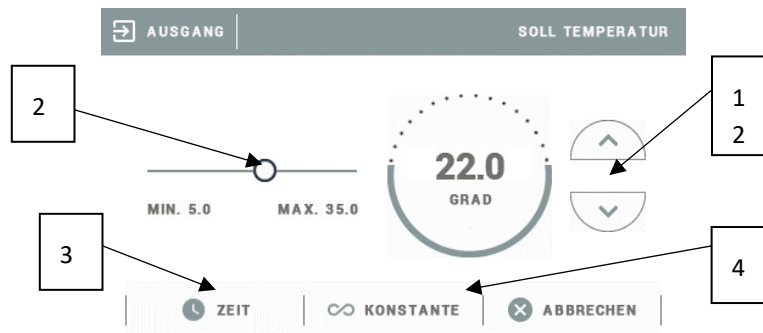 AUSGANG
SOLL TEMPERATUR
2
1
2
22.0
GRAD
MIN. 5.0
MAX. 35.0
3
4
ZEIT
KONSTANTE
ABBRECHEN